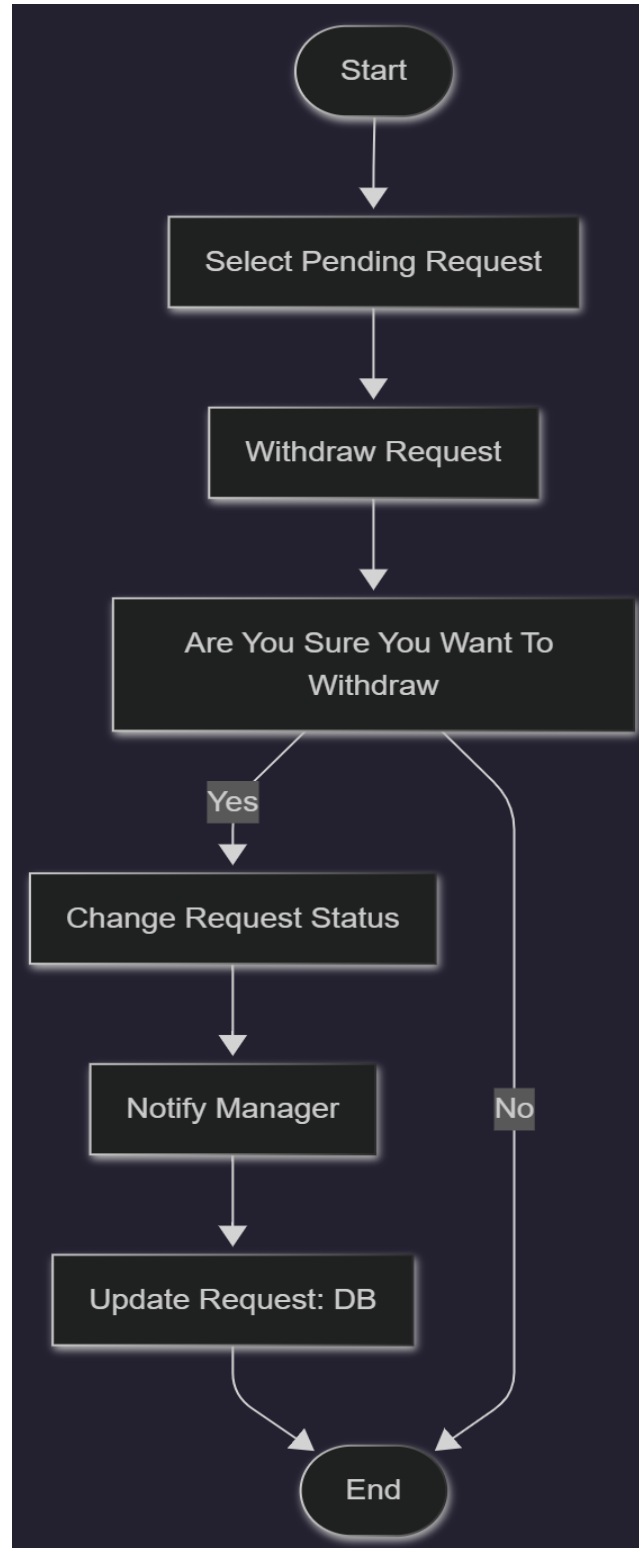 Start
Select Pending Request
Withdraw Request
Are You Sure You Want To
Withdraw
Yes
Change Request Status
Notify Manager
No
Update Request: DB
End